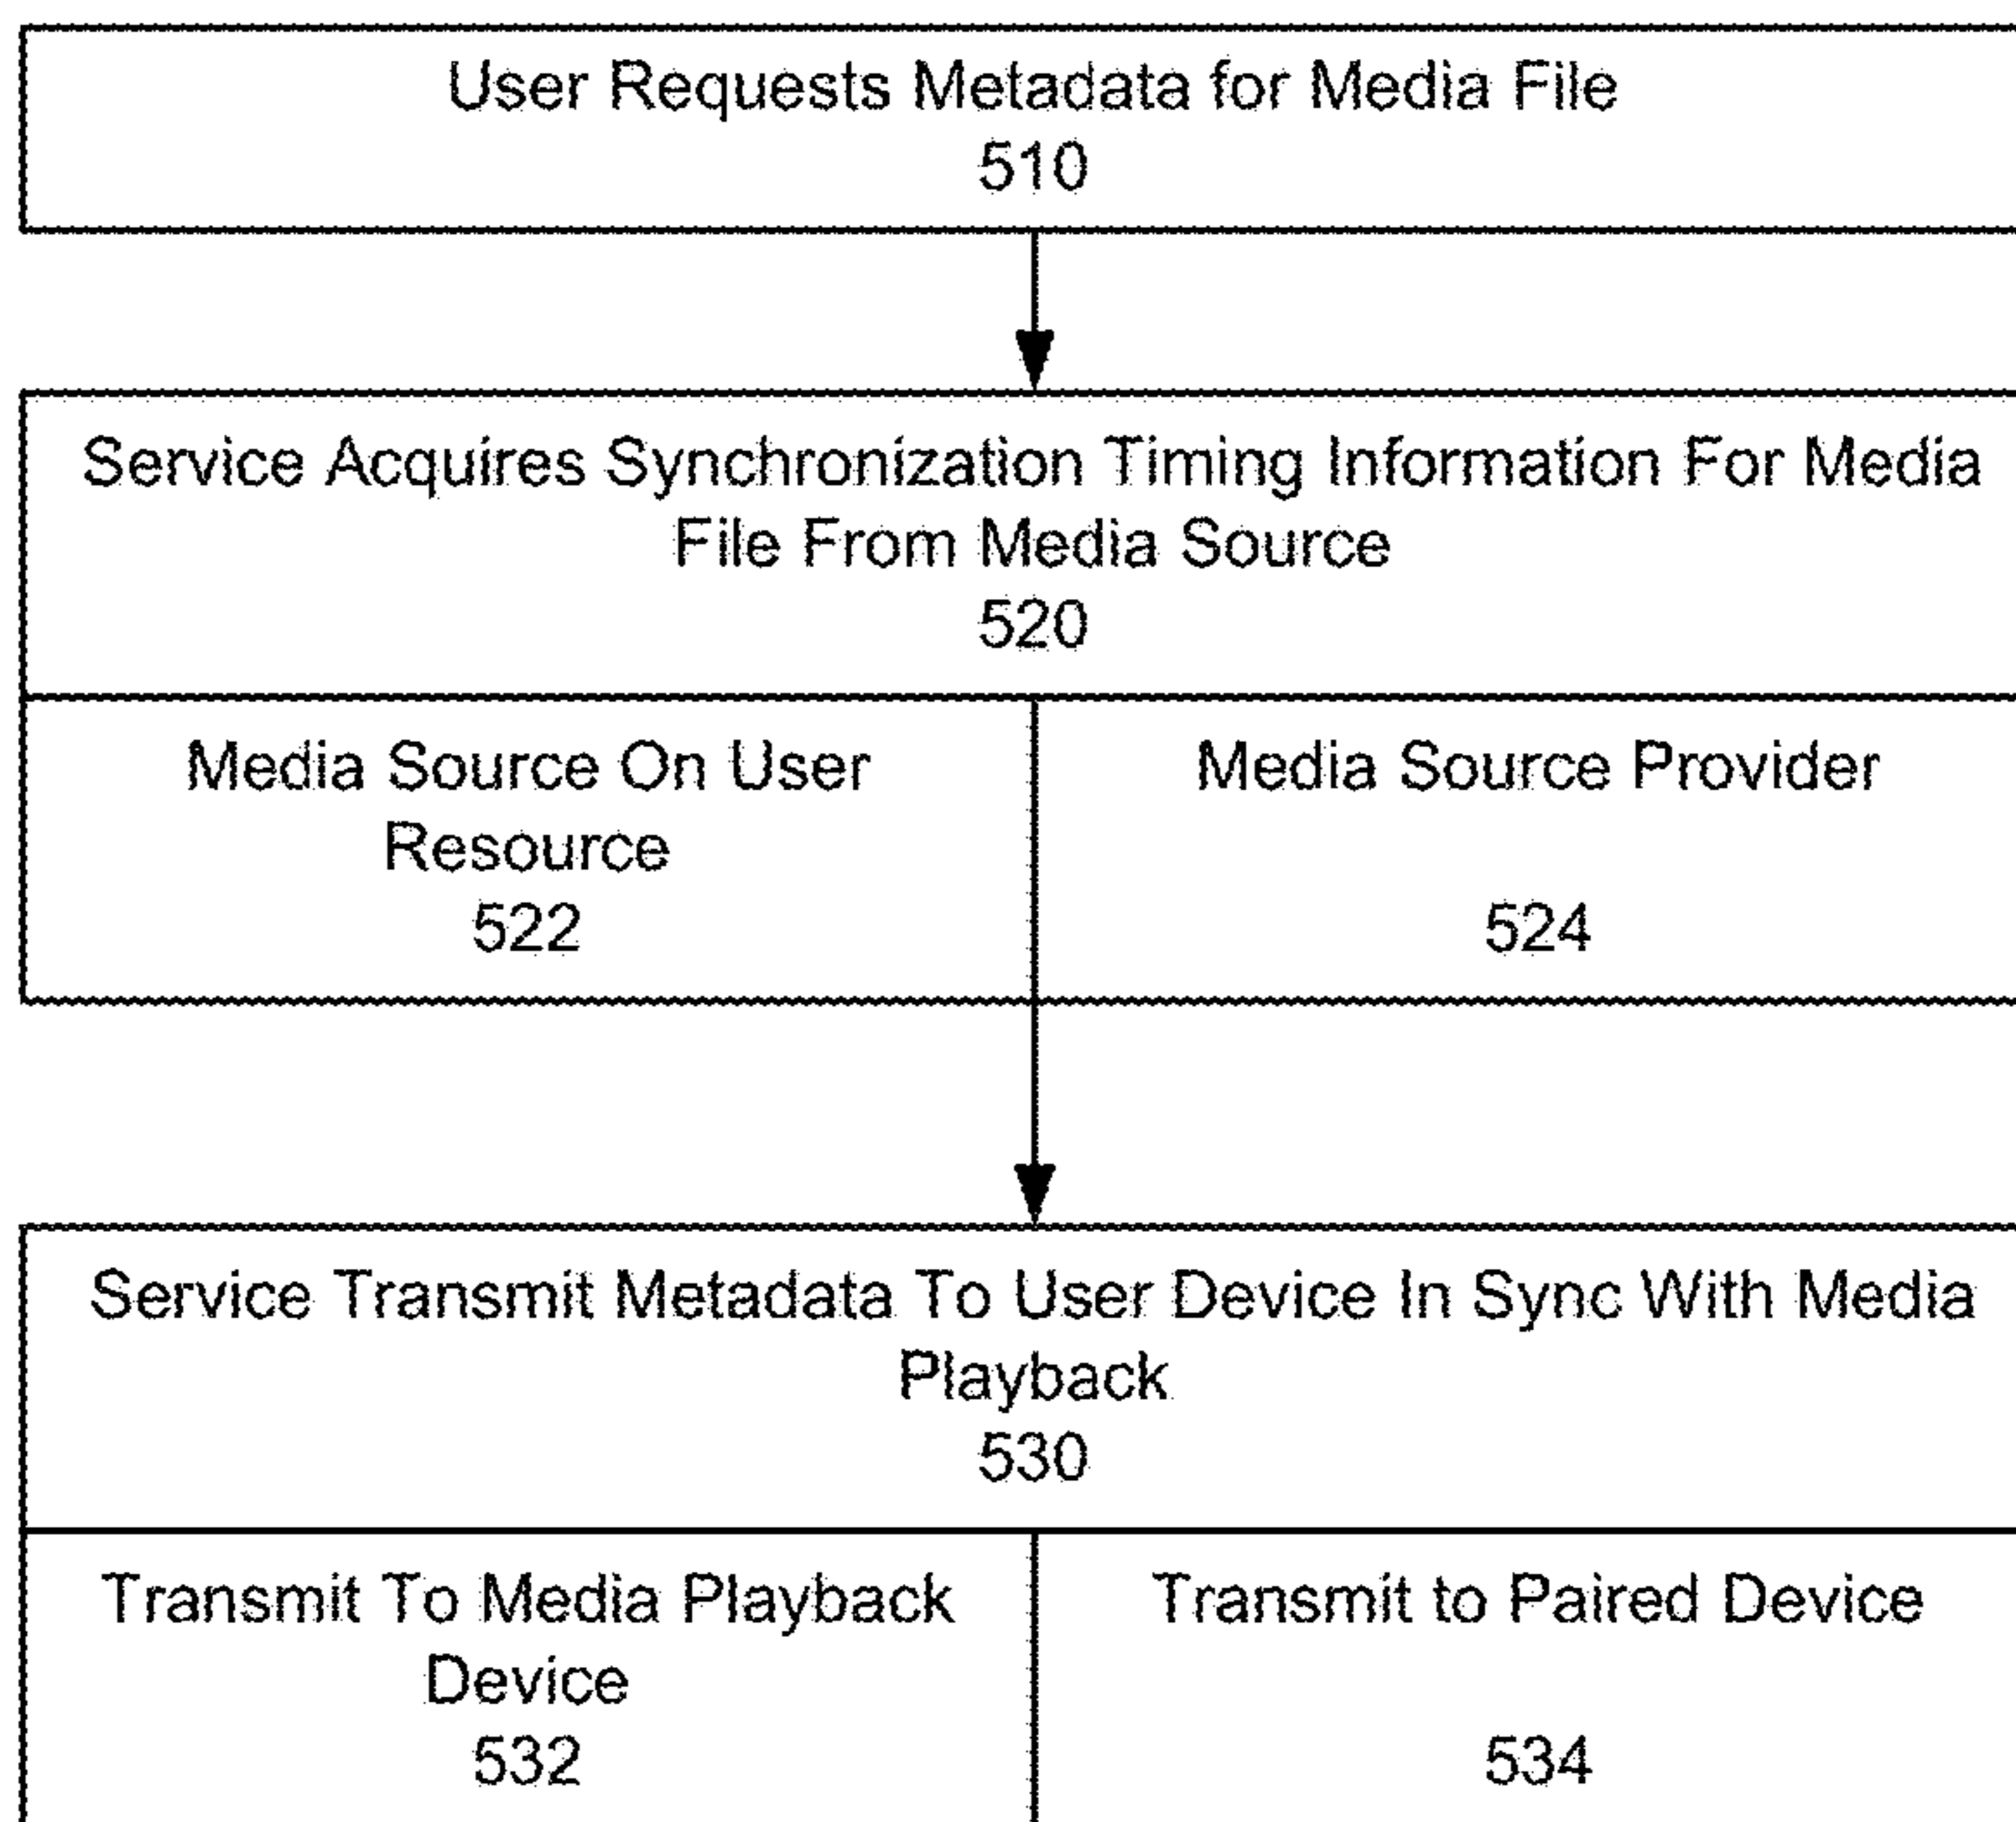 User Requests Metadata for Media File
510
Service Acquires Synchronization Timing Information For Media
File From Media Source
520
Media Source On User
Resource
522
Media Source Provider
524
Service Transmit Metadata To User Device In Sync With Media
Playback
530
Transmit To Media Playback
Device
532
Transmit to Paired Device
534